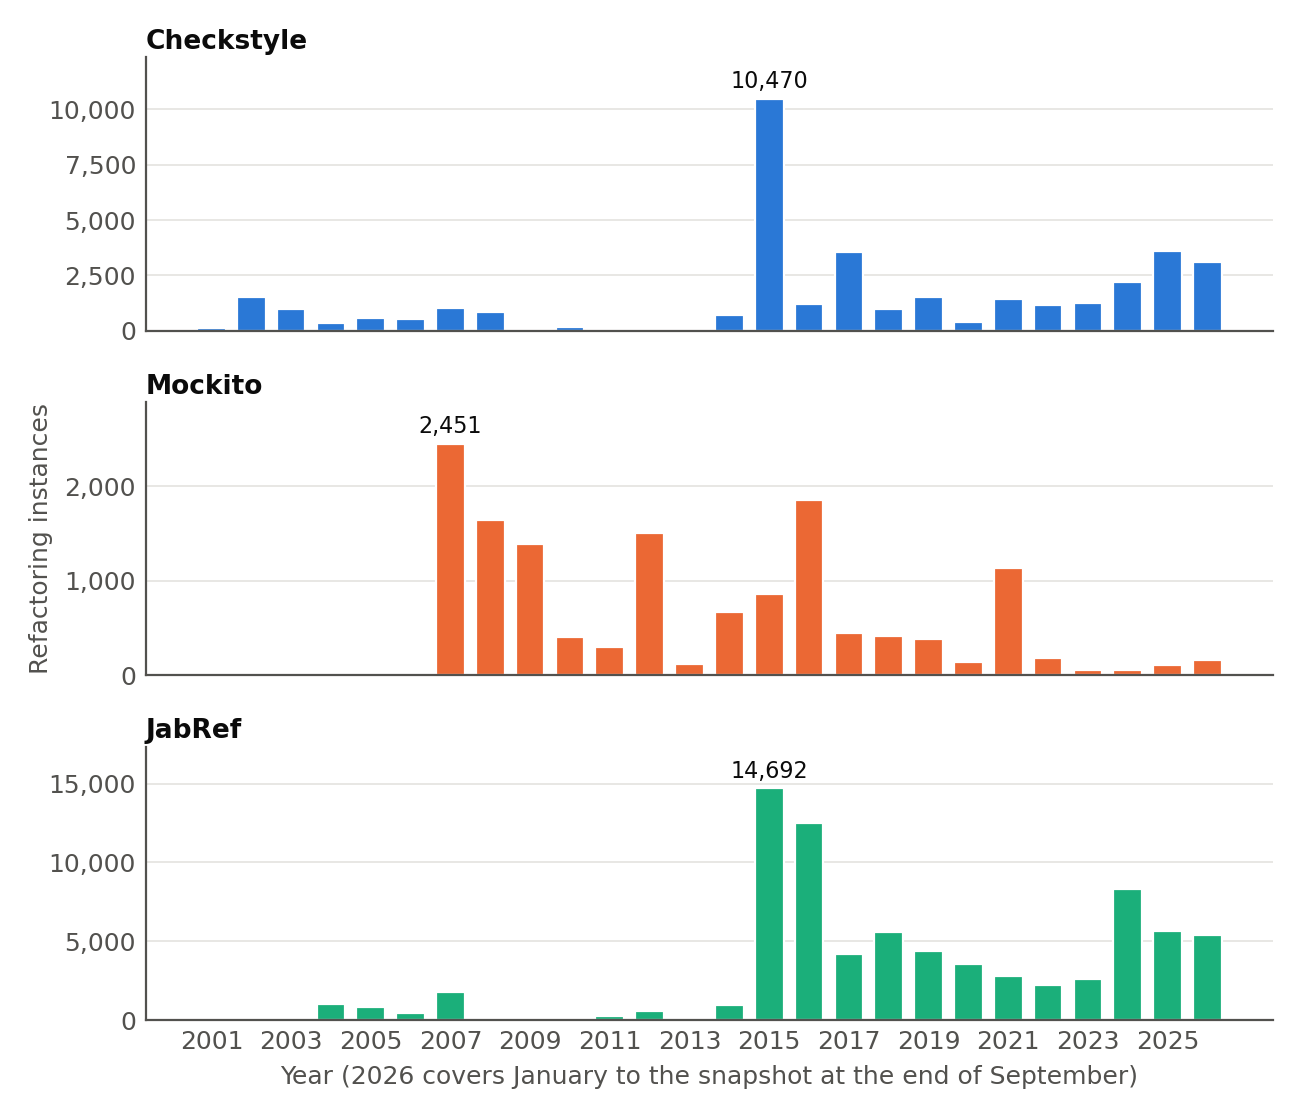 Checkstyle
10,470
10,000
7,500
5,000
2,500
0
Mockito
2,451
2,000
1,000
0
Refactoring instances
JabRef
14,692
15,000
10,000
5,000
0
2001 2003 2005 2007 2009 2011 2013 2015 2017 2019 2021 2023 2025
Year (2026 covers January to the snapshot at the end of September)